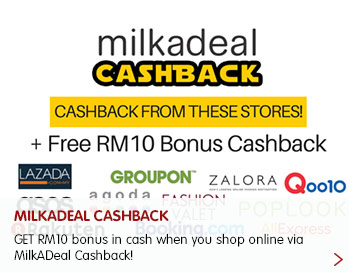 milkadeal
CASHBACK
CASHBACK FROM THESE STORES!
+ Free RM10 Bonus Cashback
LAZADA GROUPON ZALORA Qoo10
asos agoda FASHION VALET POPLOOK
Rakuten Booking.com AliExpress
MILKADEAL CASHBACK
GET RM10 bonus in cash when you shop online via
MilkADeal Cashback!